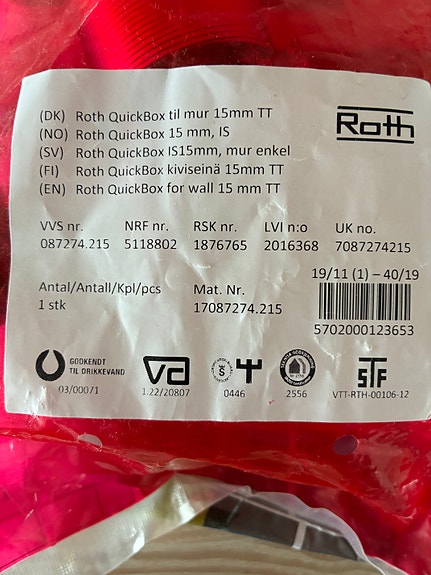 Roth
(DK) Roth QuickBox til mur 15mm TT
(NO) Roth QuickBox 15 mm, IS
(SV) Roth QuickBox IS15mm, mur enkel
(FI) Roth QuickBox kiviseinä 15mm TT
(EN) Roth QuickBox for wall 15 mm TT
VVS nr. NRF nr. RSK nr. LVI n:o UK no.
087274.215 5118802 1876765 2016368 7087274215
19/11 (1) – 40/19
Antal/Antall/Kpl/pcs Mat. Nr.
1 stk 17087274.215
5702000123653
GODKENDT
TIL DRIKKEVAND
03/00071 1.22/20807 0446 2556 VTT-RTH-00106-12